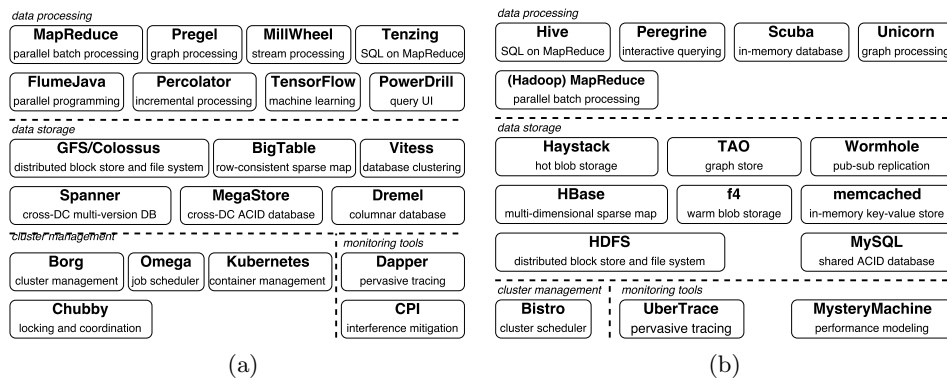 data processing
MapReduce
parallel batch processing
Pregel
graph processing
MillWheel
stream processing
Tenzing
SQL on MapReduce
FlumeJava
parallel programming
Percolator
incremental processing
TensorFlow
machine learning
PowerDrill
query UI
data storage
GFS/Colossus
distributed block store and file system
BigTable
row-consistent sparse map
Vitess
database clustering
Spanner
cross-DC multi-version DB
MegaStore
cross-DC ACID database
Dremel
columnar database
cluster management
Borg
cluster management
Omega
job scheduler
Kubernetes
container management
Chubby
locking and coordination
monitoring tools
Dapper
pervasive tracing
CPI
interference mitigation
(a)
data processing
Hive
SQL on MapReduce
Peregrine
interactive querying
Scuba
in-memory database
Unicorn
graph processing
(Hadoop) MapReduce
parallel batch processing
data storage
Haystack
hot blob storage
TAO
graph store
Wormhole
pub-sub replication
HBase
multi-dimensional sparse map
f4
warm blob storage
memcached
in-memory key-value store
HDFS
distributed block store and file system
MySQL
shared ACID database
cluster management
Bistro
cluster scheduler
monitoring tools
UberTrace
pervasive tracing
MysteryMachine
performance modeling
(b)